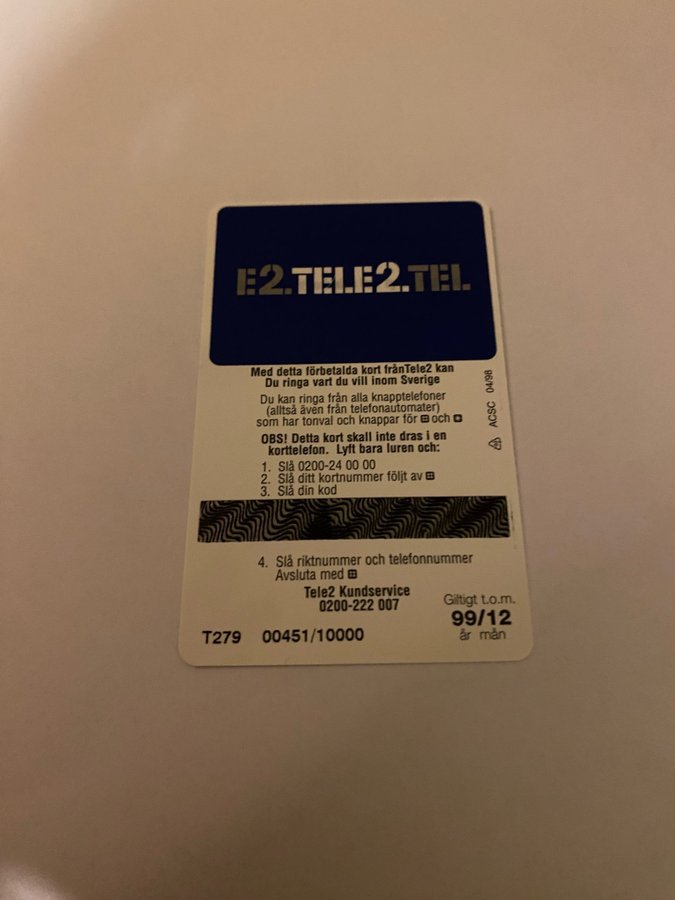 E2.TELE2.TEL
Med detta förbetalda kort frånTele2 kan
Du ringa vart du vill inom Sverige
Du kan ringa från alla knapptelefoner
(alltså även från telefonautomater)
som har tonval och knappar för # och *
OBS! Detta kort skall inte dras i en
korttelefon. Lyft bara luren och:
1. Slå 0200-24 00 00
2. Slå ditt kortnummer följt av #
3. Slå din kod
4. Slå riktnummer och telefonnummer
Avsluta med #
Tele2 Kundservice
0200-222 007
Giltigt t.o.m.
99/12
år mån
T279 00451/10000
ACSC 04/98